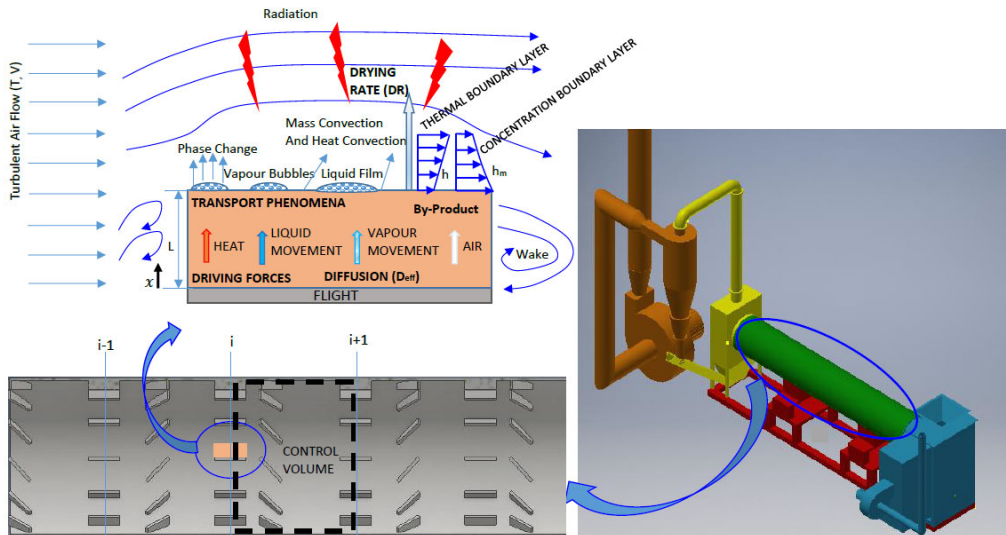 Radiation
Turbulent Air Flow (T, V)
DRYING
RATE (DR)
THERMAL BOUNDARY LAYER
CONCENTRATION BOUNDARY LAYER
Mass Convection
And Heat Convection
Phase Change
Vapour Bubbles
Liquid Film
h
hₘ
TRANSPORT PHENOMENA
By-Product
L
HEAT
LIQUID
MOVEMENT
VAPOUR
MOVEMENT
AIR
Wake
x
DRIVING FORCES
DIFFUSION (Deff)
FLIGHT
i-1
i
i+1
CONTROL
VOLUME